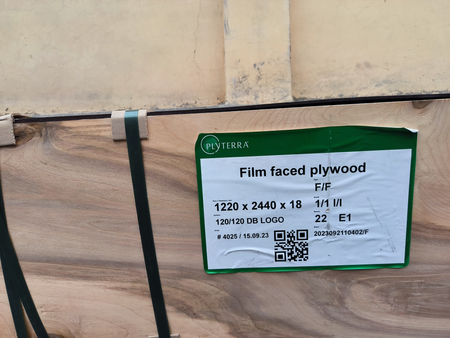 PLYTERRA
Film faced plywood
F/F
1220 x 2440 x 18 1/1 I/I
120/120 DB LOGO 22 E1
# 4025 / 15.09.23 2023092110402/F